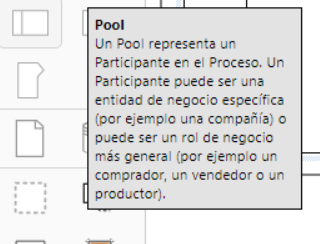 Pool
Un Pool representa un
Participante en el Proceso. Un
Participante puede ser una
entidad de negocio específica
(por ejemplo una compañía) o
puede ser un rol de negocio
más general (por ejemplo un
comprador, un vendedor o un
productor).